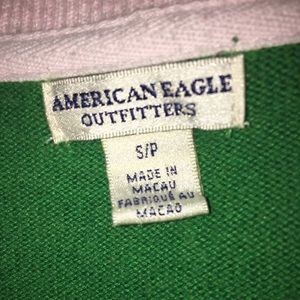 AMERICAN EAGLE
OUTFITTERS
S/P
MADE IN
MACAU
FABRIQUÉ AU
MACAO